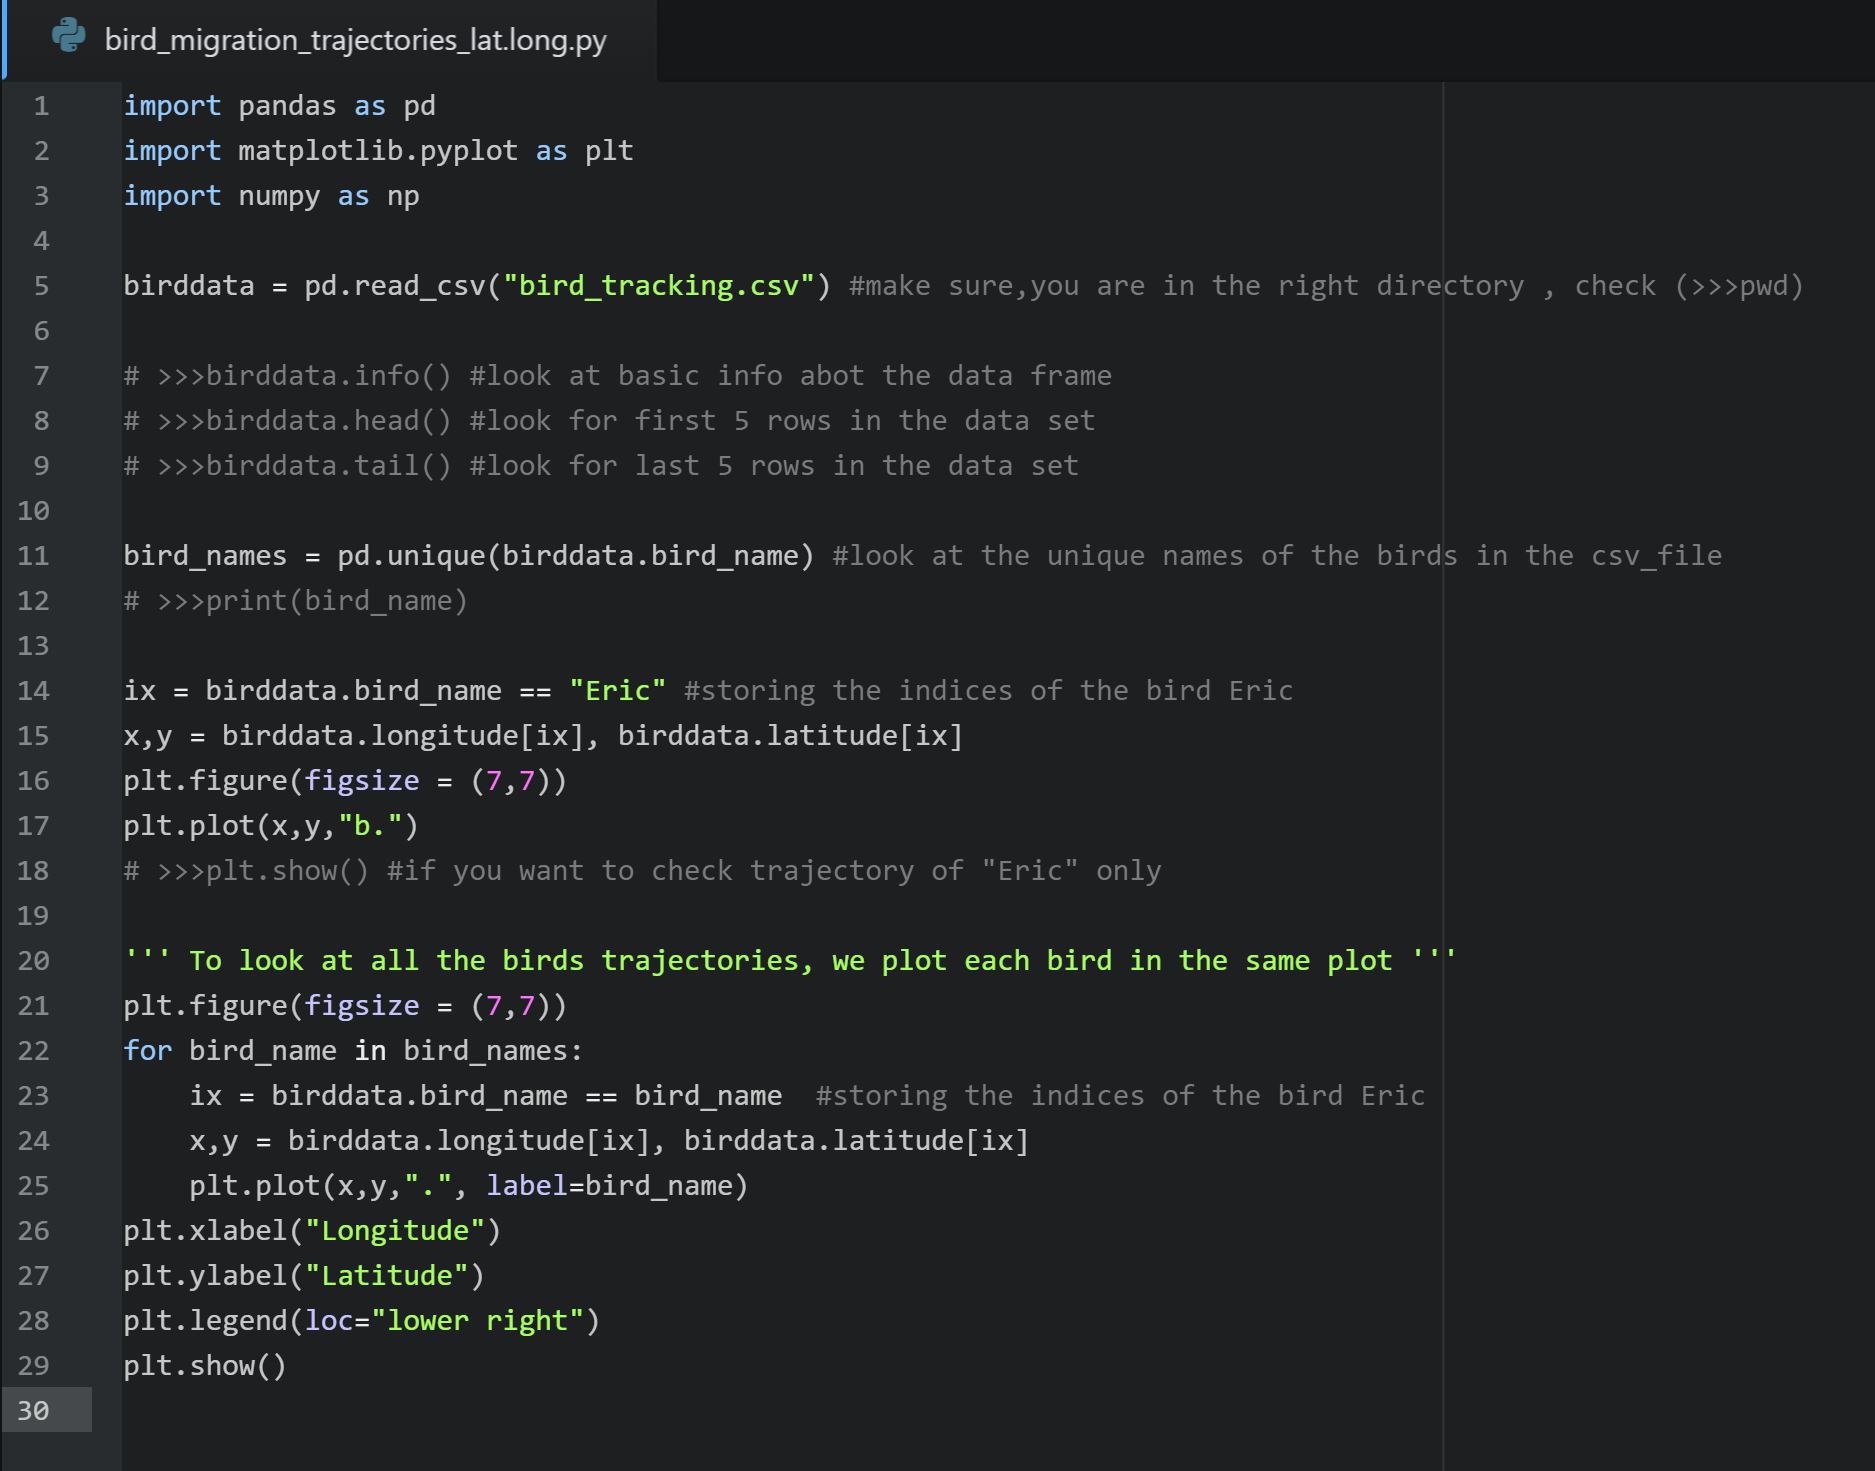 bird_migration_trajectories_lat.long.py
1 import pandas as pd
2 import matplotlib.pyplot as plt
3 import numpy as np
4
5 birddata = pd.read_csv("bird_tracking.csv") #make sure,you are in the right directory , check (>>>pwd)
6
7 # >>>birddata.info() #look at basic info abot the data frame
8 # >>>birddata.head() #look for first 5 rows in the data set
9 # >>>birddata.tail() #look for last 5 rows in the data set
10
11 bird_names = pd.unique(birddata.bird_name) #look at the unique names of the birds in the csv_file
12 # >>>print(bird_name)
13
14 ix = birddata.bird_name == "Eric" #storing the indices of the bird Eric
15 x,y = birddata.longitude[ix], birddata.latitude[ix]
16 plt.figure(figsize = (7,7))
17 plt.plot(x,y,"b.")
18 # >>>plt.show() #if you want to check trajectory of "Eric" only
19
20 ''' To look at all the birds trajectories, we plot each bird in the same plot '''
21 plt.figure(figsize = (7,7))
22 for bird_name in bird_names:
23     ix = birddata.bird_name == bird_name  #storing the indices of the bird Eric
24     x,y = birddata.longitude[ix], birddata.latitude[ix]
25     plt.plot(x,y,".", label=bird_name)
26 plt.xlabel("Longitude")
27 plt.ylabel("Latitude")
28 plt.legend(loc="lower right")
29 plt.show()
30